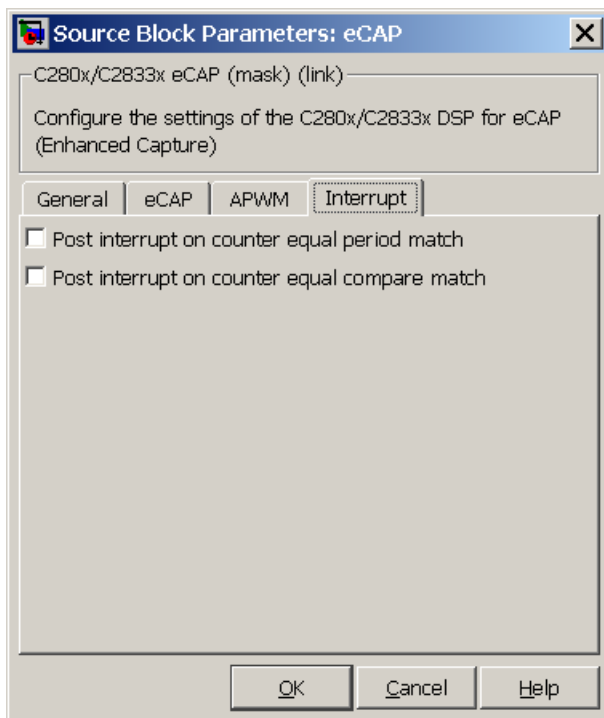 Source Block Parameters: eCAP
C280x/C2833x eCAP (mask) (link)
Configure the settings of the C280x/C2833x DSP for eCAP
(Enhanced Capture)
General eCAP APWM Interrupt
Post interrupt on counter equal period match
Post interrupt on counter equal compare match
OK Cancel Help